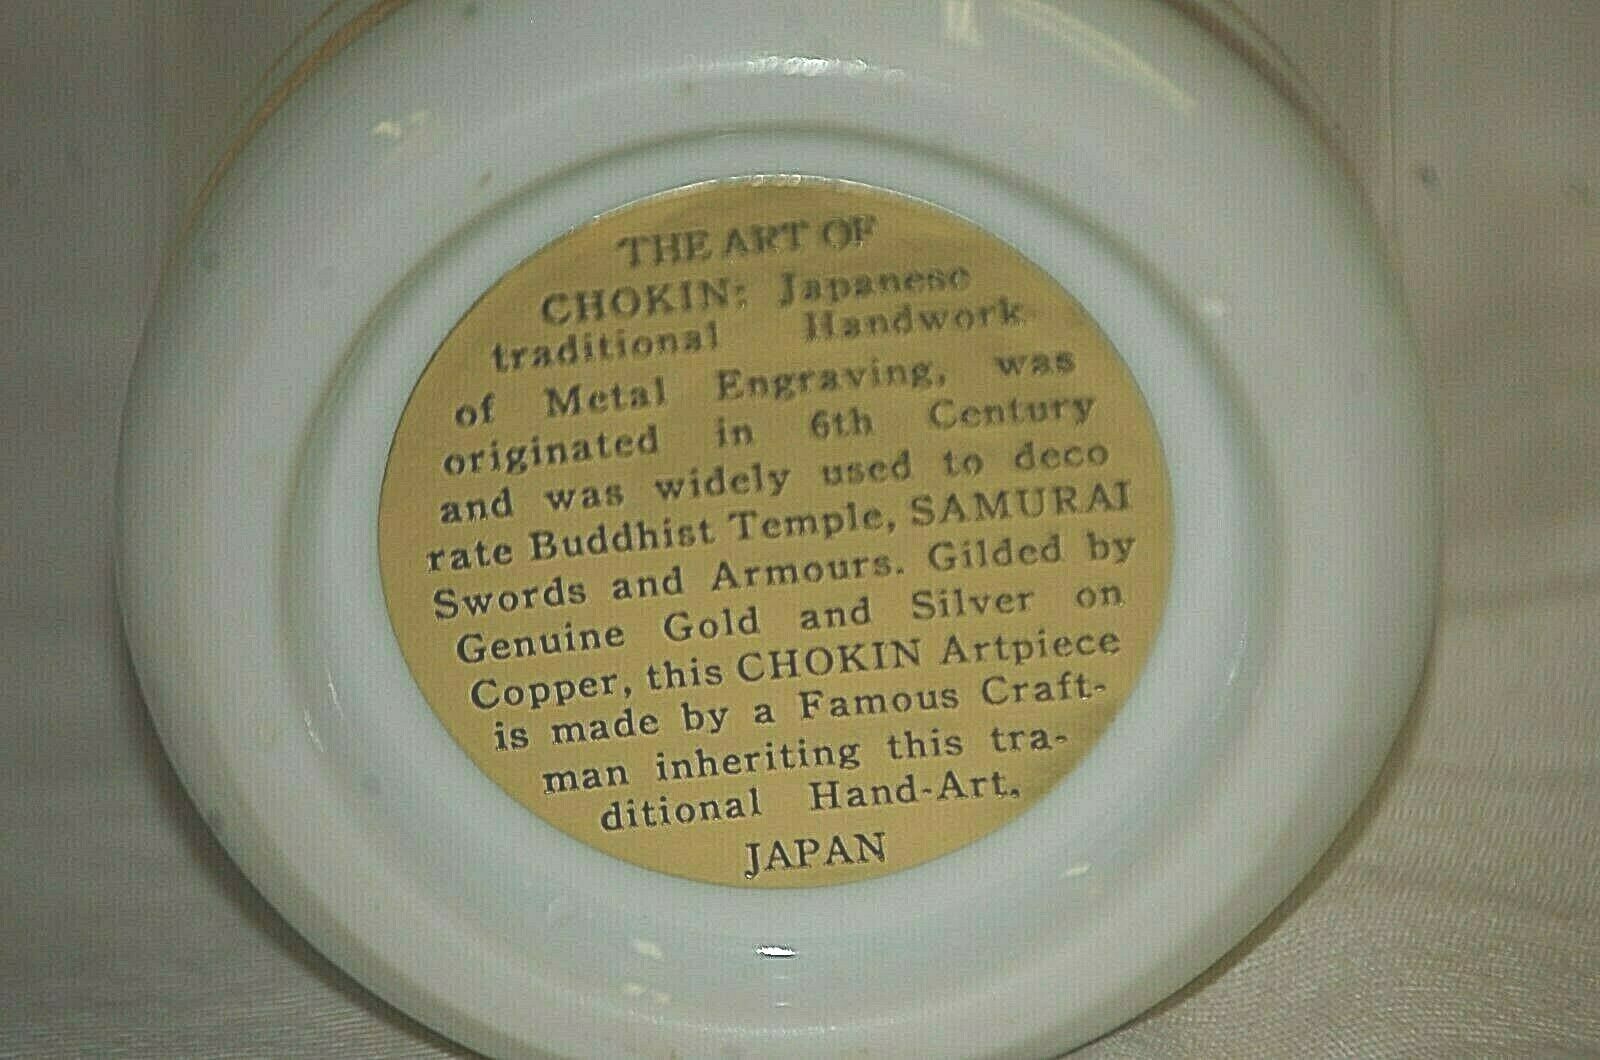 THE ART OF
CHOKIN: Japanese
traditional Handwork
of Metal Engraving, was
originated in 6th Century
and was widely used to deco
rate Buddhist Temple, SAMURAI
Swords and Armours. Gilded by
Genuine Gold and Silver on
Copper, this CHOKIN Artpiece
is made by a Famous Craft-
man inheriting this tra-
ditional Hand-Art.
JAPAN